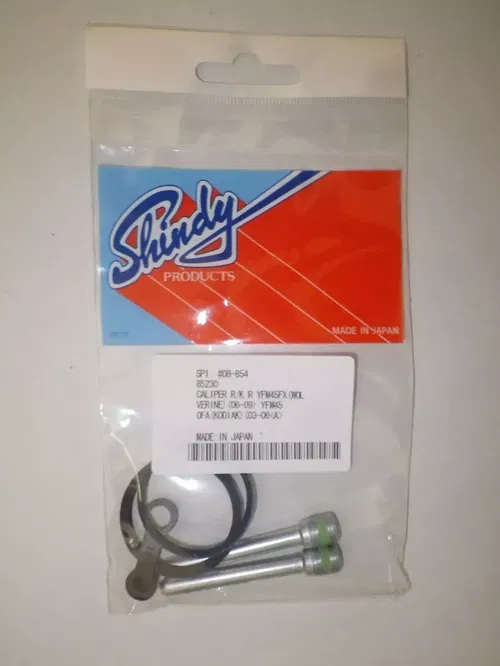 Shindy
PRODUCTS
MADE IN JAPAN
SPI #08-854
85230
CALIPER R/K R YFM45FX(WOL
VERINE)(06-09) YFM45
OFA(KODIAK)(03-06<A>
MADE IN JAPAN